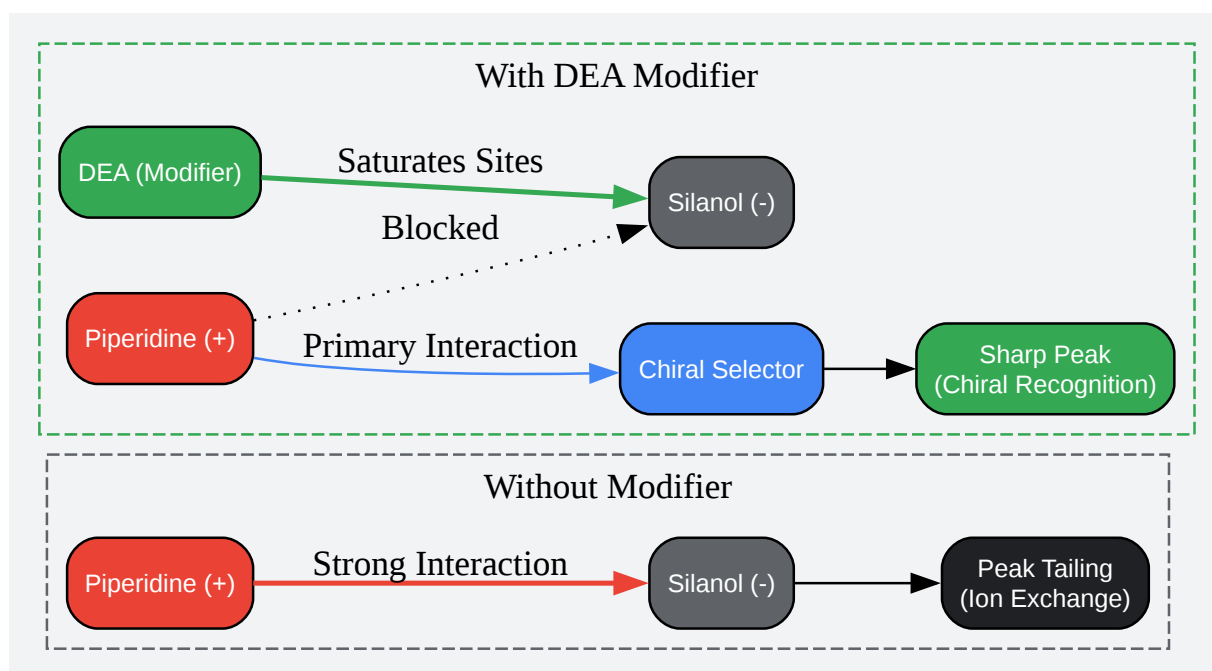 With DEA Modifier
DEA (Modifier)
Saturates Sites
Silanol (-)
Blocked
Piperidine (+)
Primary Interaction
Chiral Selector
Sharp Peak
(Chiral Recognition)
Without Modifier
Piperidine (+)
Strong Interaction
Silanol (-)
Peak Tailing
(Ion Exchange)